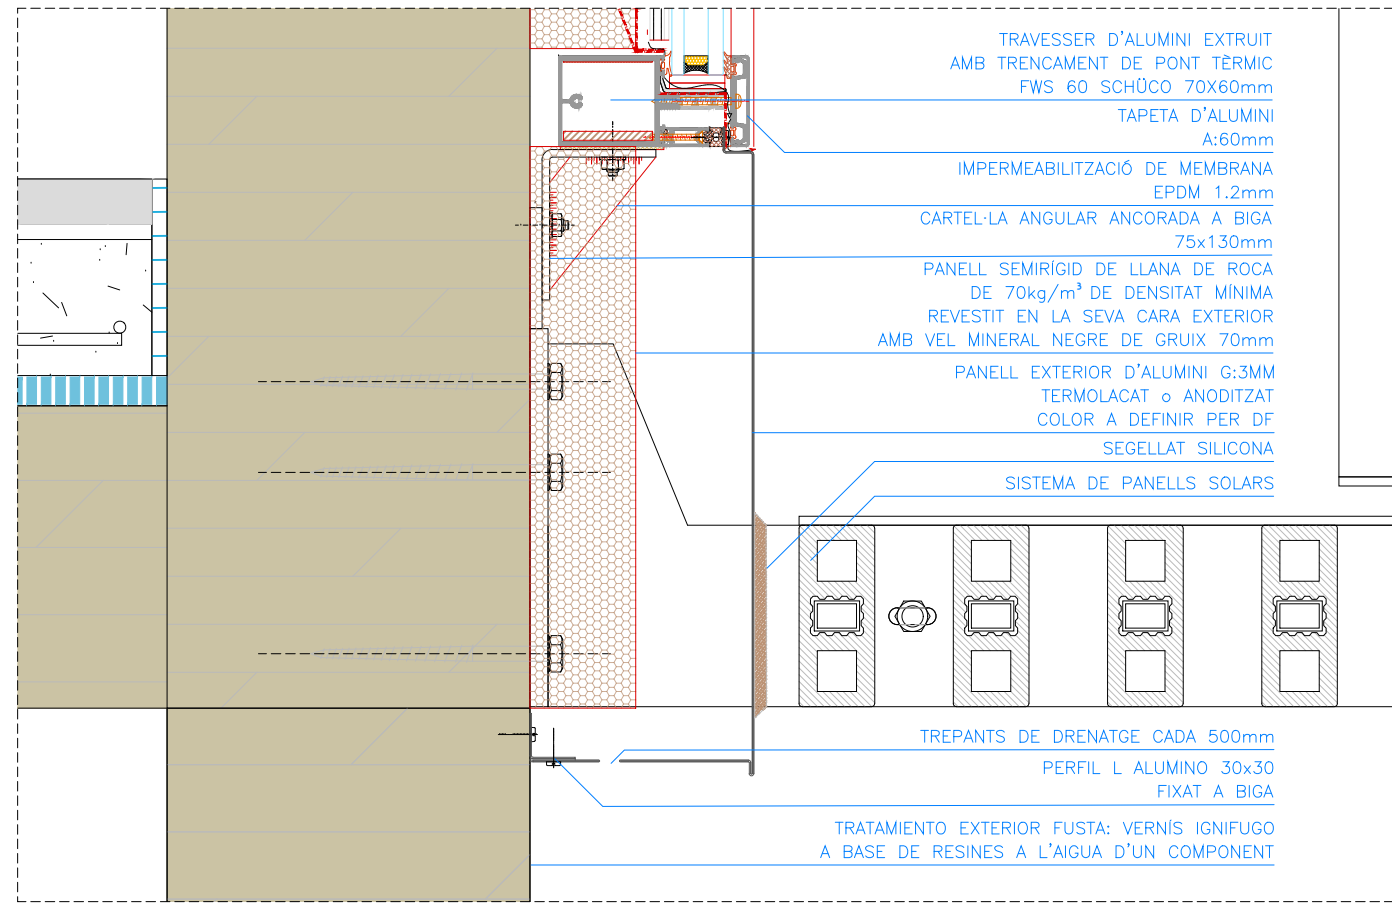 TRAVESSER D'ALUMINI EXTRUIT
AMB TRENCAMENT DE PONT TÈRMIC
FWS 60 SCHÜCO 70X60mm
TAPETA D'ALUMINI
A:60mm
IMPERMEABILITZACIÓ DE MEMBRANA
EPDM 1.2mm
CARTEL·LA ANGULAR ANCORADA A BIGA
75x130mm
PANELL SEMIRÍGID DE LLANA DE ROCA
DE 70kg/m³ DE DENSITAT MÍNIMA
REVESTIT EN LA SEVA CARA EXTERIOR
AMB VEL MINERAL NEGRE DE GRUIX 70mm
PANELL EXTERIOR D'ALUMINI G:3MM
TERMOLACAT o ANODITZAT
COLOR A DEFINIR PER DF
SEGELLAT SILICONA
SISTEMA DE PANELLS SOLARS
TREPANTS DE DRENATGE CADA 500mm
PERFIL L ALUMINO 30x30
FIXAT A BIGA
TRATAMIENTO EXTERIOR FUSTA: VERNÍS IGNIFUGO
A BASE DE RESINES A L'AIGUA D'UN COMPONENT